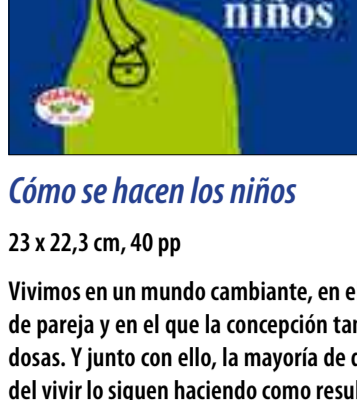 niños
Cómo se hacen los niños
23 x 22,3 cm, 40 pp
Vivimos en un mundo cambiante, en e
de pareja y en el que la concepción tar
dosas. Y junto con ello, la mayoría de
del vivir lo siguen haciendo como resul